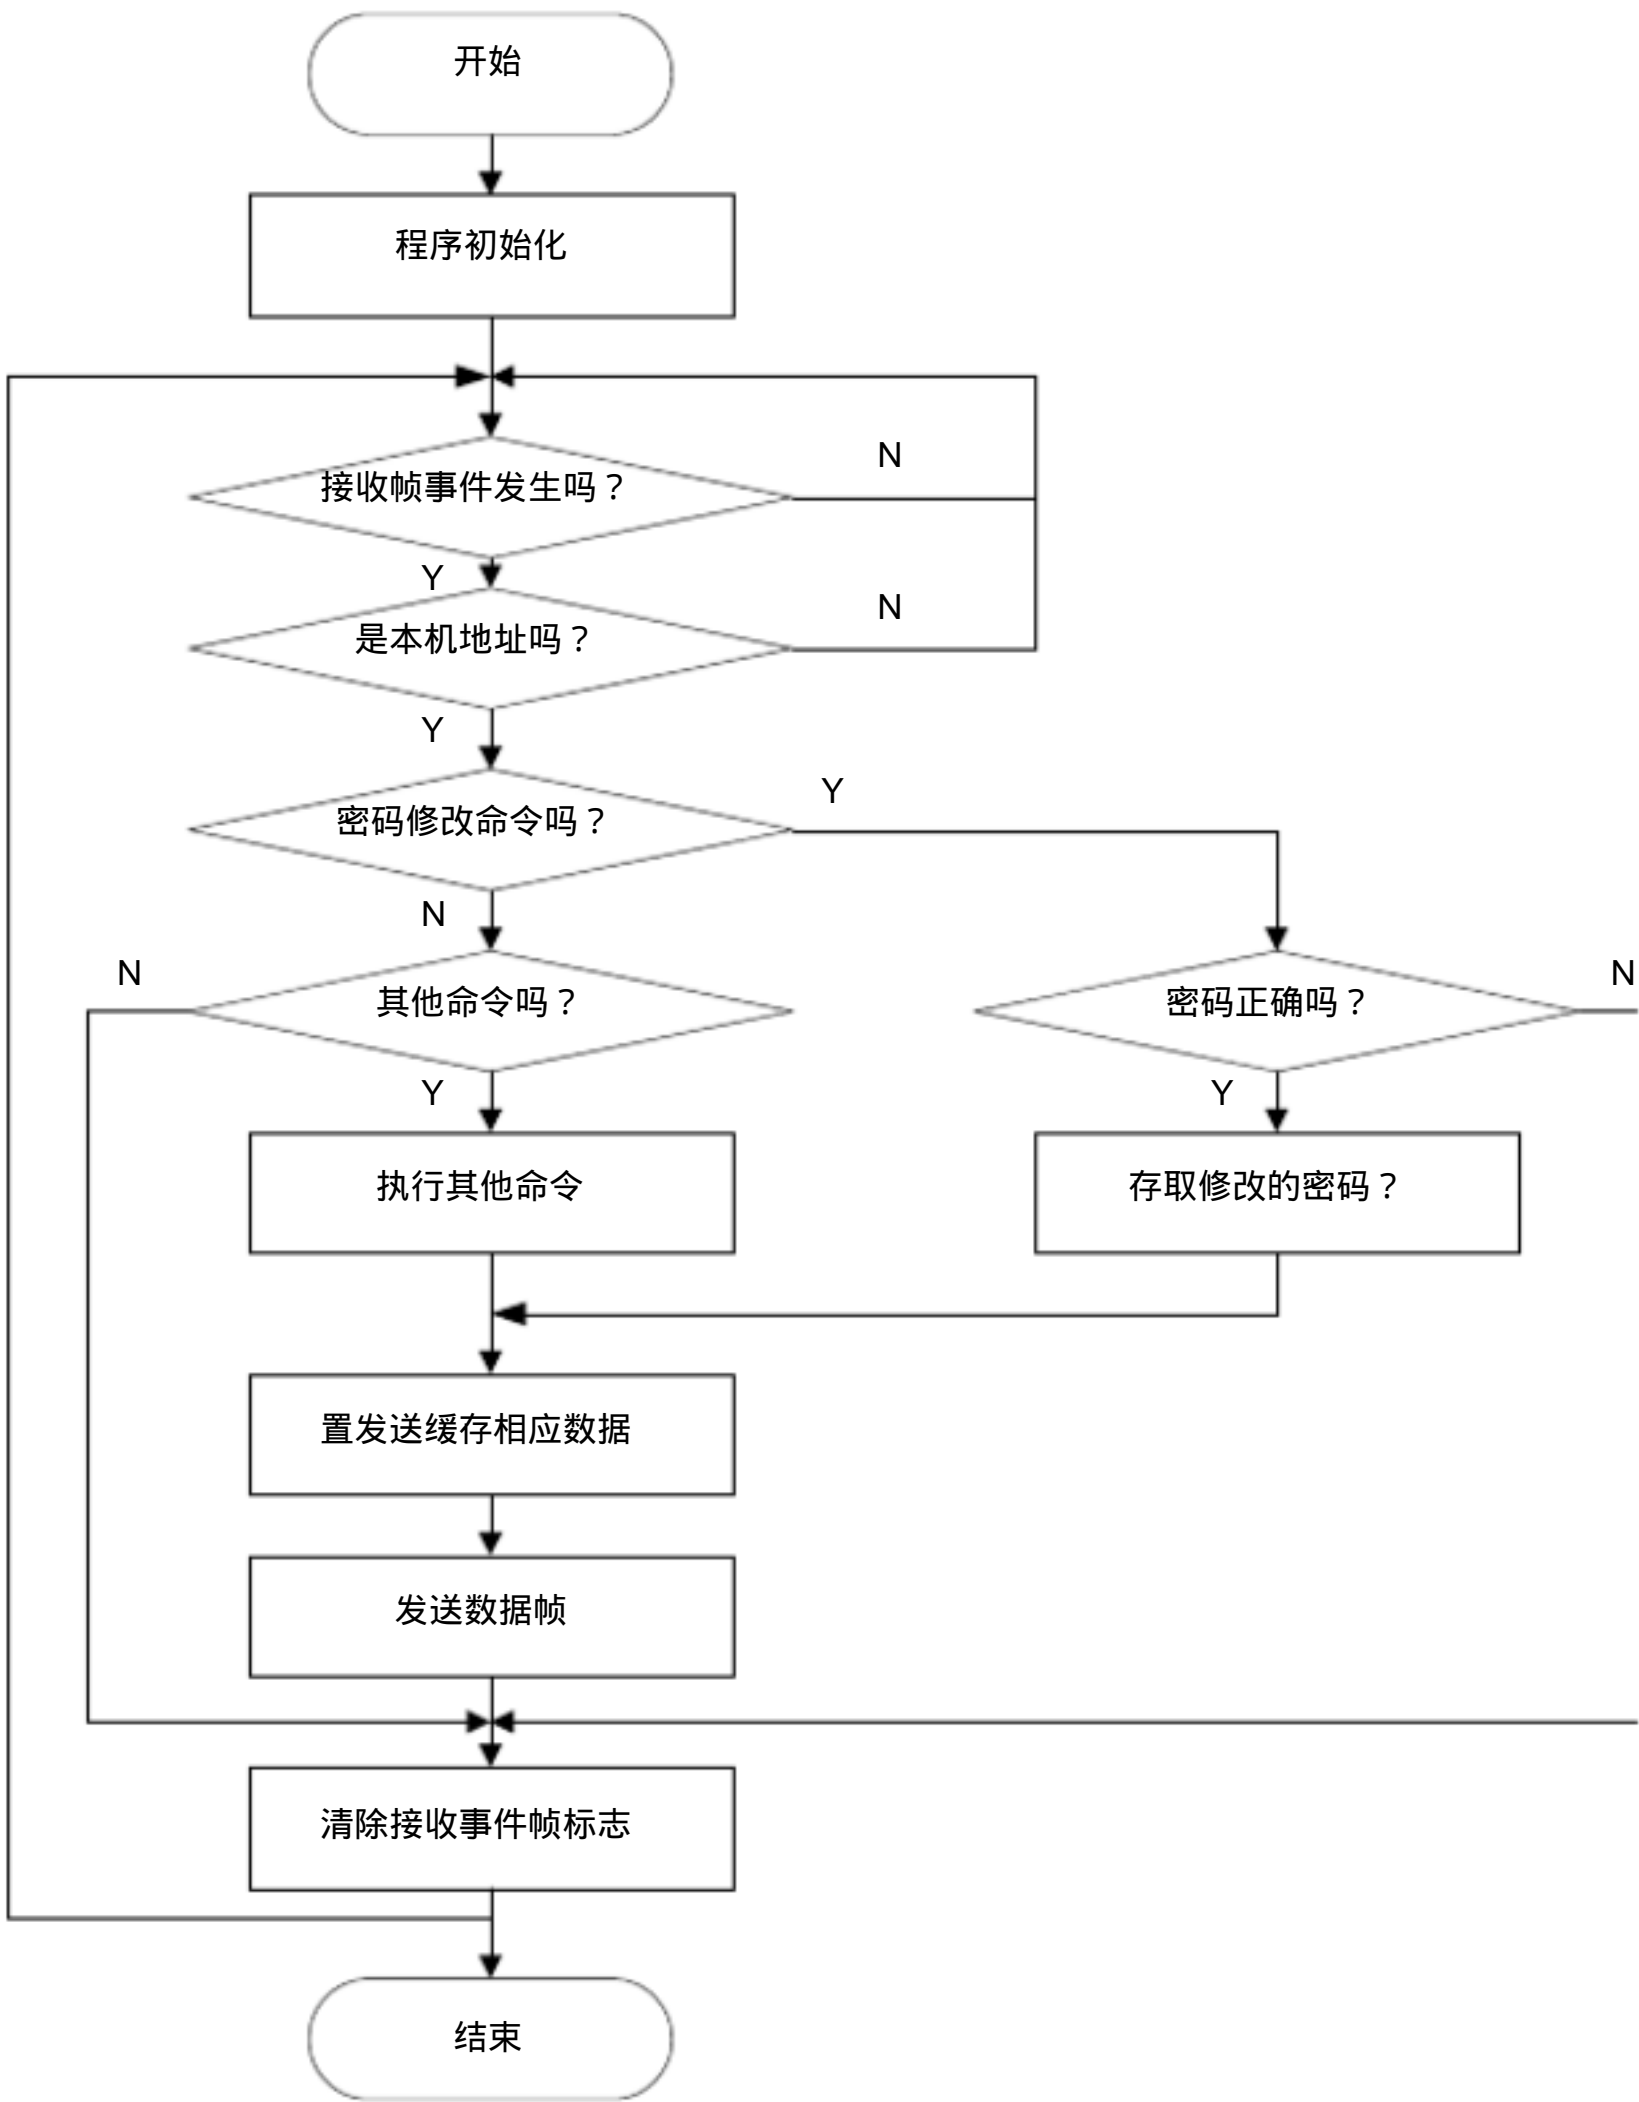 开始
程序初始化
接收帧事件发生吗？
N
Y
是本机地址吗？
N
Y
密码修改命令吗？
Y
N
N
其他命令吗？
密码正确吗？
N
Y
Y
执行其他命令
存取修改的密码？
置发送缓存相应数据
发送数据帧
清除接收事件帧标志
结束